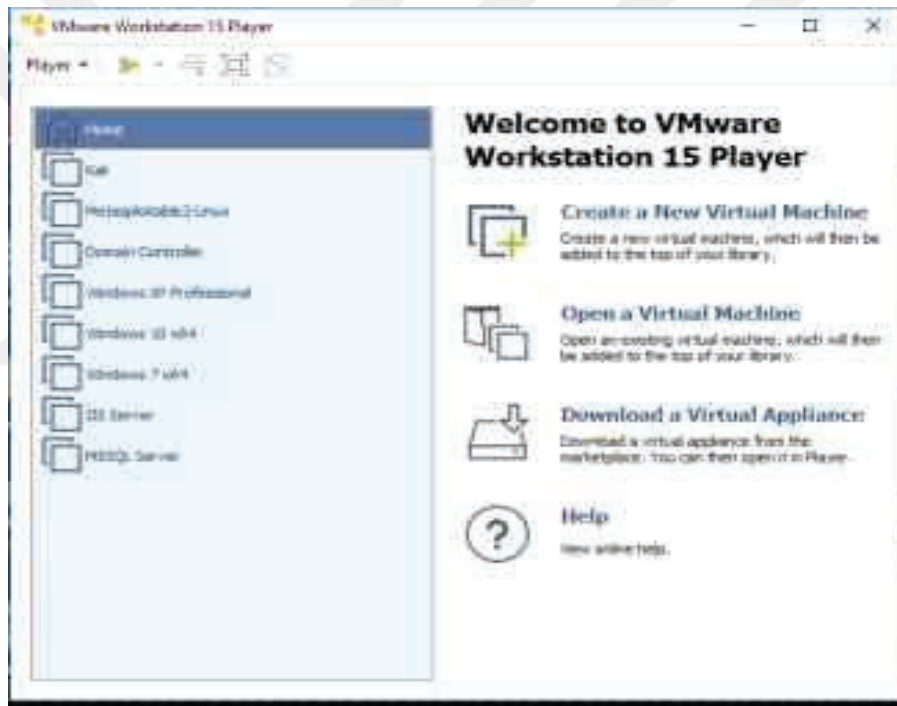 VMware Workstation 15 Player
Player
Home
Kali
Metasploitable2-Linux
Domain Controller
Windows XP Professional
Windows 10 x64
Windows 7 x64
IIS Server
MSSQL Server
Welcome to VMware
Workstation 15 Player
Create a New Virtual Machine
Create a new virtual machine, which will then be
added to the top of your library.
Open a Virtual Machine
Open an existing virtual machine, which will then
be added to the top of your library.
Download a Virtual Appliance
Download a virtual appliance from the
marketplace. You can then open it in Player.
Help
View online help.